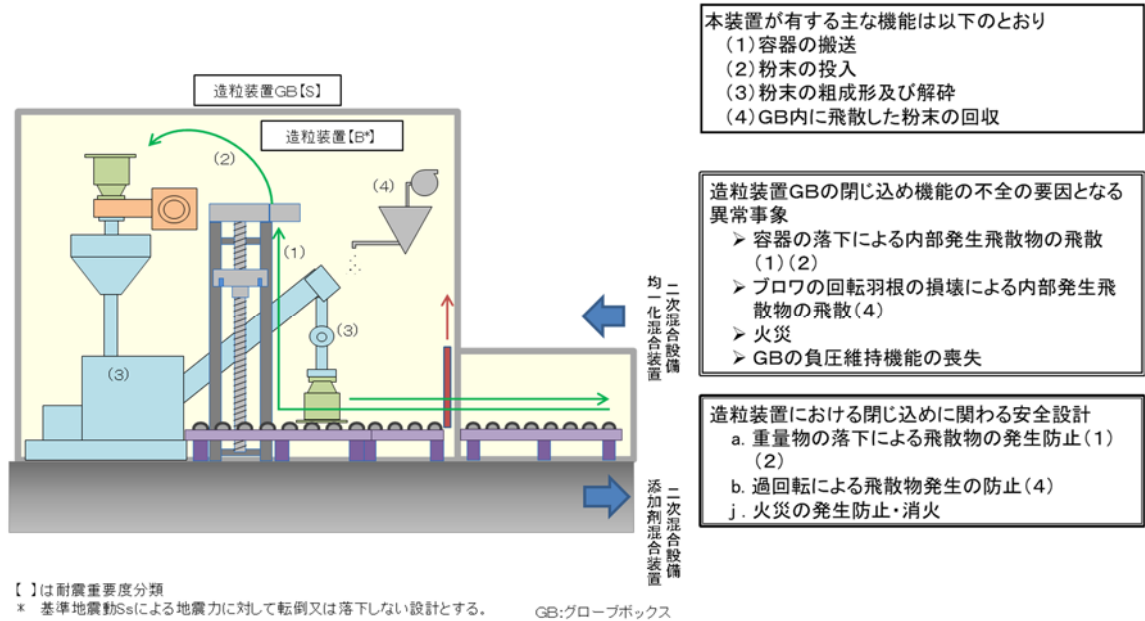 造粒装置GB【S】
造粒装置【B*】
(2)
(4)
(1)
(3)
(3)
二次混合設備
均一化混合装置
二次混合設備
添加剤混合装置
【 】は耐震重要度分類
* 基準地震動Ssによる地震力に対して転倒又は落下しない設計とする。
GB:グローブボックス
本装置が有する主な機能は以下のとおり
(1)容器の搬送
(2)粉末の投入
(3)粉末の粗成形及び解砕
(4)GB内に飛散した粉末の回収
造粒装置GBの閉じ込め機能の不全の要因となる
異常事象
➢ 容器の落下による内部発生飛散物の飛散
(1)(2)
➢ ブロワの回転羽根の損壊による内部発生飛
散物の飛散(4)
➢ 火災
➢ GBの負圧維持機能の喪失
造粒装置における閉じ込めに関わる安全設計
a. 重量物の落下による飛散物の発生防止(1)
(2)
b. 過回転による飛散物発生の防止(4)
j. 火災の発生防止・消火